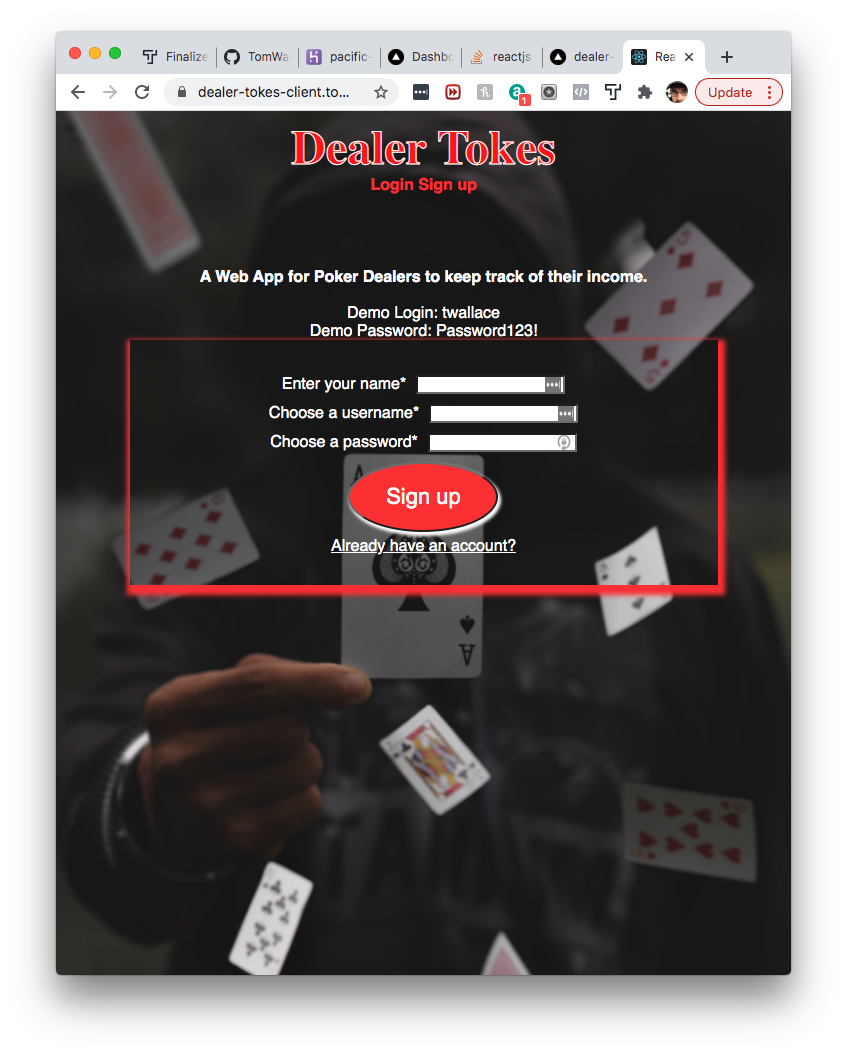 Finalize TomWa pacific- Dashbo reactjs dealer- Rea
dealer-tokes-client.to... 1 Update
Dealer Tokes
Login Sign up
A Web App for Poker Dealers to keep track of their income.
Demo Login: twallace
Demo Password: Password123!
Enter your name*
Choose a username*
Choose a password*
Sign up
Already have an account?
A
A